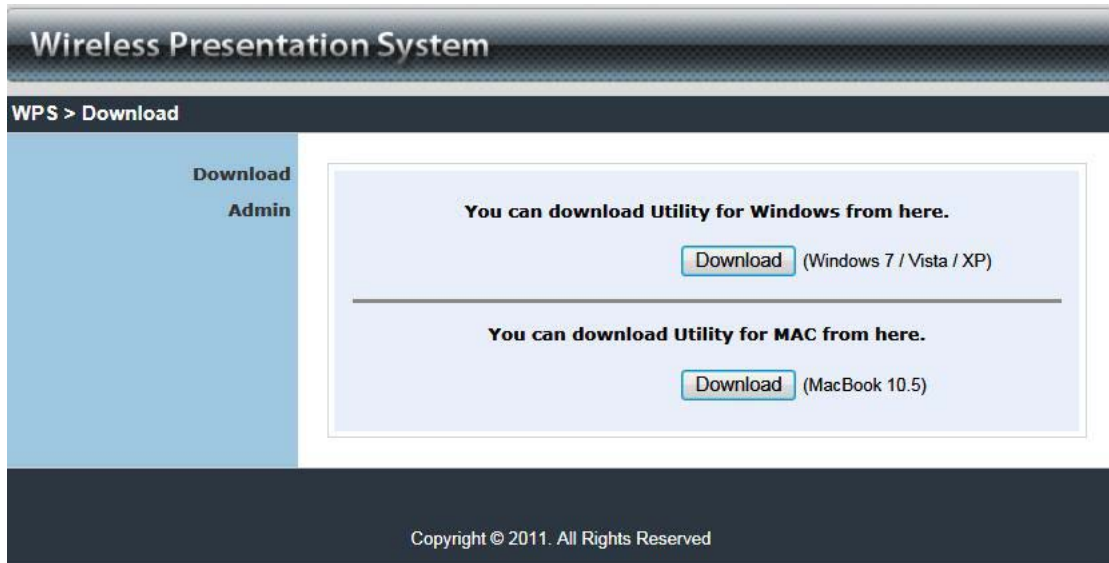 Wireless Presentation System
WPS > Download
Download
Admin
You can download Utility for Windows from here.
Download (Windows 7 / Vista / XP)
You can download Utility for MAC from here.
Download (MacBook 10.5)
Copyright © 2011. All Rights Reserved